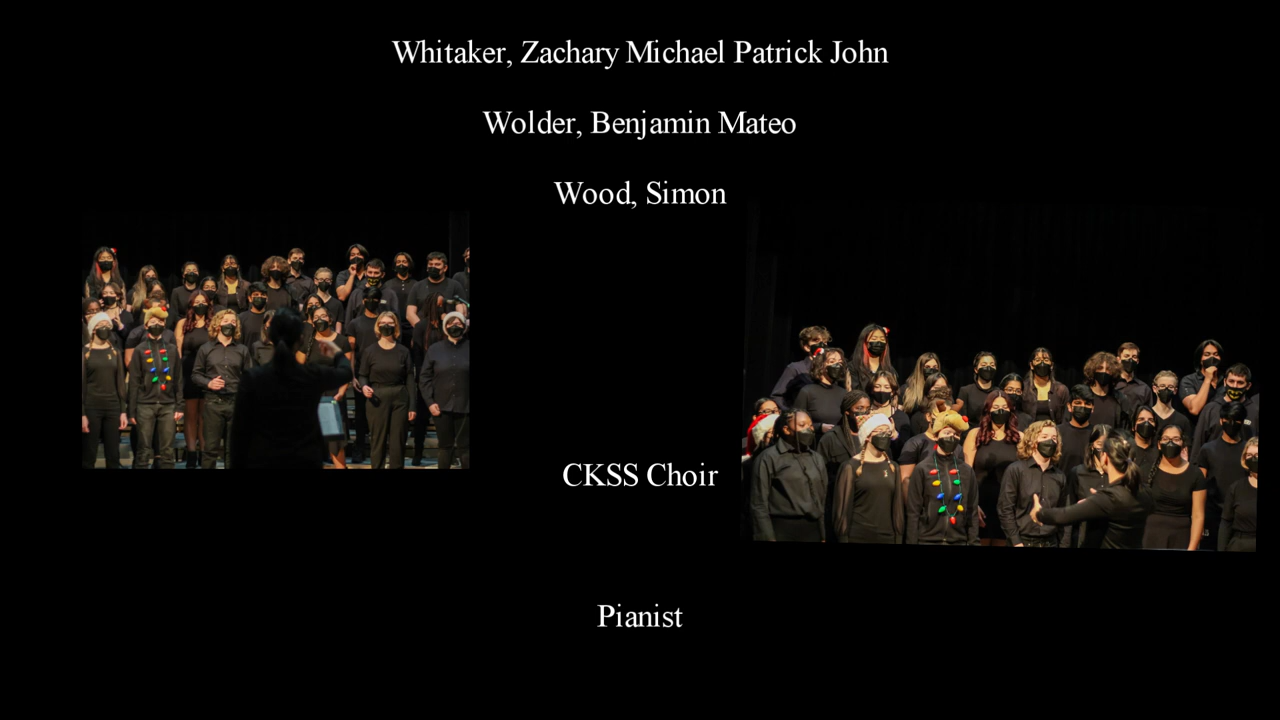 Whitaker, Zachary Michael Patrick John
Wolder, Benjamin Mateo
Wood, Simon
CKSS Choir
Pianist